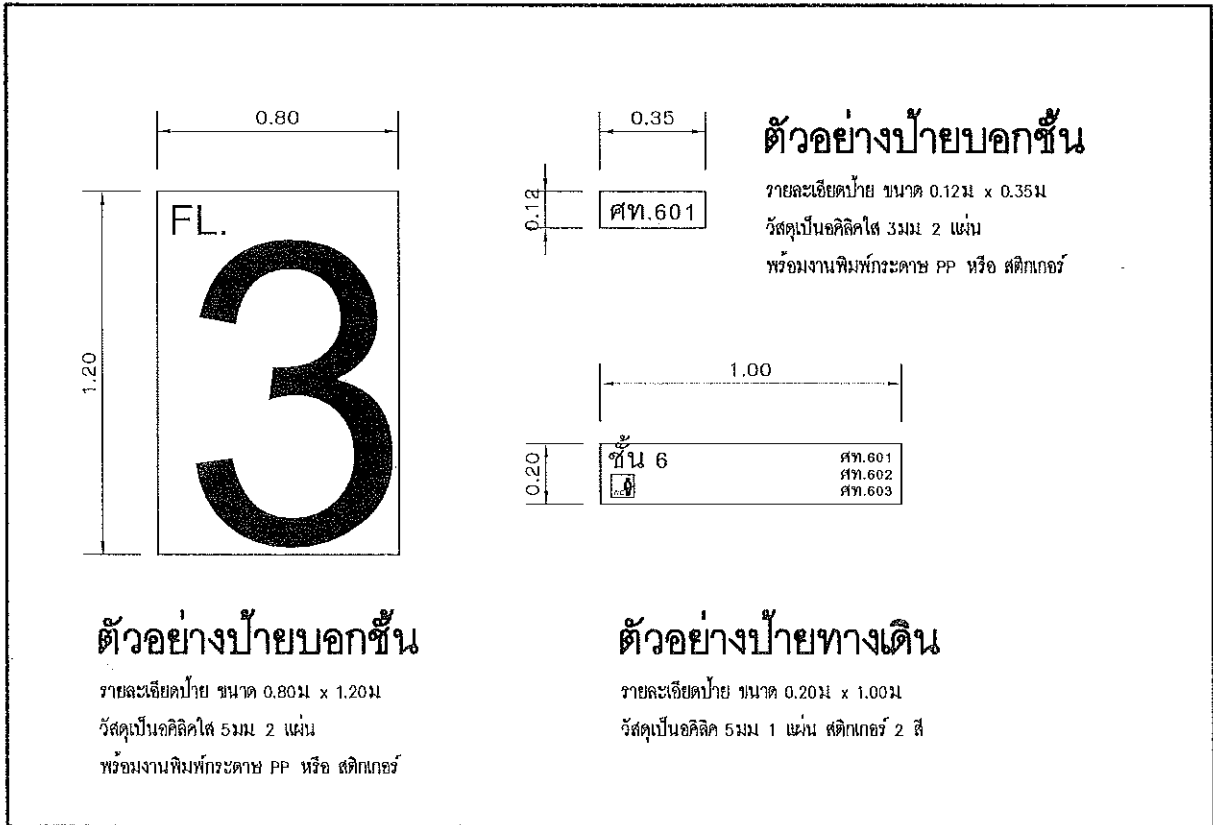 0.80
FL.
3
1.20
ตัวอย่างป้ายบอกชั้น
รายละเอียดป้าย ขนาด 0.80ม x 1.20ม
วัสดุเป็นอคิลิคใส 5มม 2 แผ่น
พร้อมงานพิมพ์กระดาษ PP หรือ สติกเกอร์
0.35
0.12
ศท.601
ตัวอย่างป้ายบอกชั้น
รายละเอียดป้าย ขนาด 0.12ม x 0.35ม
วัสดุเป็นอคิลิคใส 3มม 2 แผ่น
พร้อมงานพิมพ์กระดาษ PP หรือ สติกเกอร์
1.00
0.20
ชั้น 6
ศท.601
ศท.602
ศท.603
ตัวอย่างป้ายทางเดิน
รายละเอียดป้าย ขนาด 0.20ม x 1.00ม
วัสดุเป็นอคิลิค 5มม 1 แผ่น สติกเกอร์ 2 สี